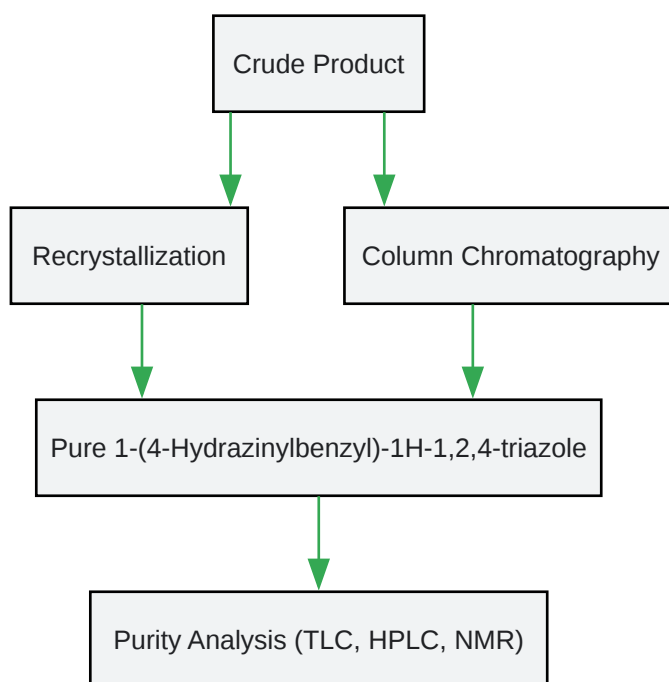 Crude Product
Recrystallization
Column Chromatography
Pure 1-(4-Hydrazinylbenzyl)-1H-1,2,4-triazole
Purity Analysis (TLC, HPLC, NMR)